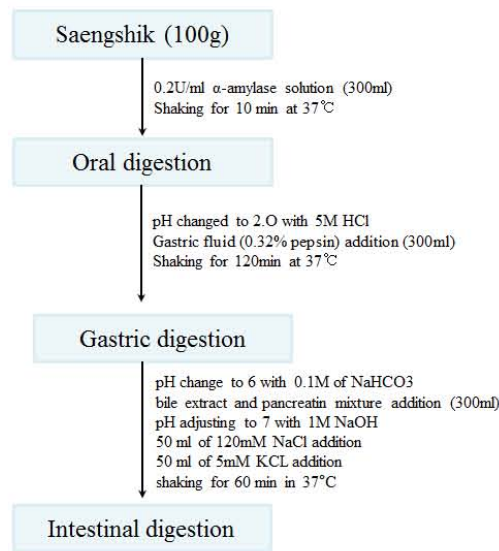 Saengshik (100g)
0.2U/ml α-amylase solution (300ml)
Shaking for 10 min at 37℃
Oral digestion
pH changed to 2.O with 5M HCl
Gastric fluid (0.32% pepsin) addition (300ml)
Shaking for 120min at 37℃
Gastric digestion
pH change to 6 with 0.1M of NaHCO3
bile extract and pancreatin mixture addition (300ml)
pH adjusting to 7 with 1M NaOH
50 ml of 120mM NaCl addition
50 ml of 5mM KCL addition
shaking for 60 min in 37°C
Intestinal digestion